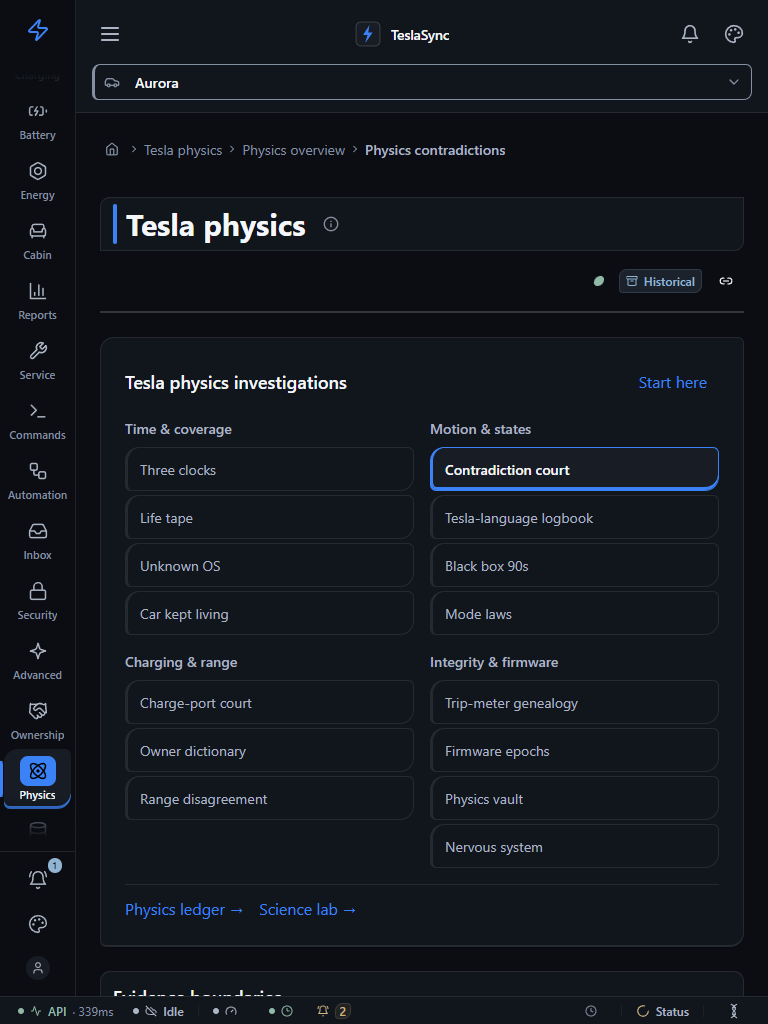 TeslaSync
Aurora
Battery
Energy
Cabin
Reports
Service
Commands
Automation
Inbox
Security
Advanced
Ownership
Physics
1
Tesla physics
Physics overview
Physics contradictions
Tesla physics
Historical
Tesla physics investigations
Start here
Time & coverage
Three clocks
Life tape
Unknown OS
Car kept living
Motion & states
Contradiction court
Tesla-language logbook
Black box 90s
Mode laws
Charging & range
Charge-port court
Owner dictionary
Range disagreement
Integrity & firmware
Trip-meter genealogy
Firmware epochs
Physics vault
Nervous system
Physics ledger →
Science lab →
Evidence boundaries
API · 339ms
Idle
2
Status